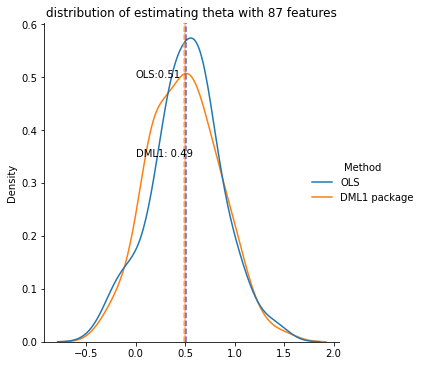 distribution of estimating theta with 87 features
0.6
0.5
0.4
0.3
0.2
0.1
0.0
Density
OLS:0.51
DML1: 0.49
Method
OLS
DML1 package
−0.5
0.0
0.5
1.0
1.5
2.0